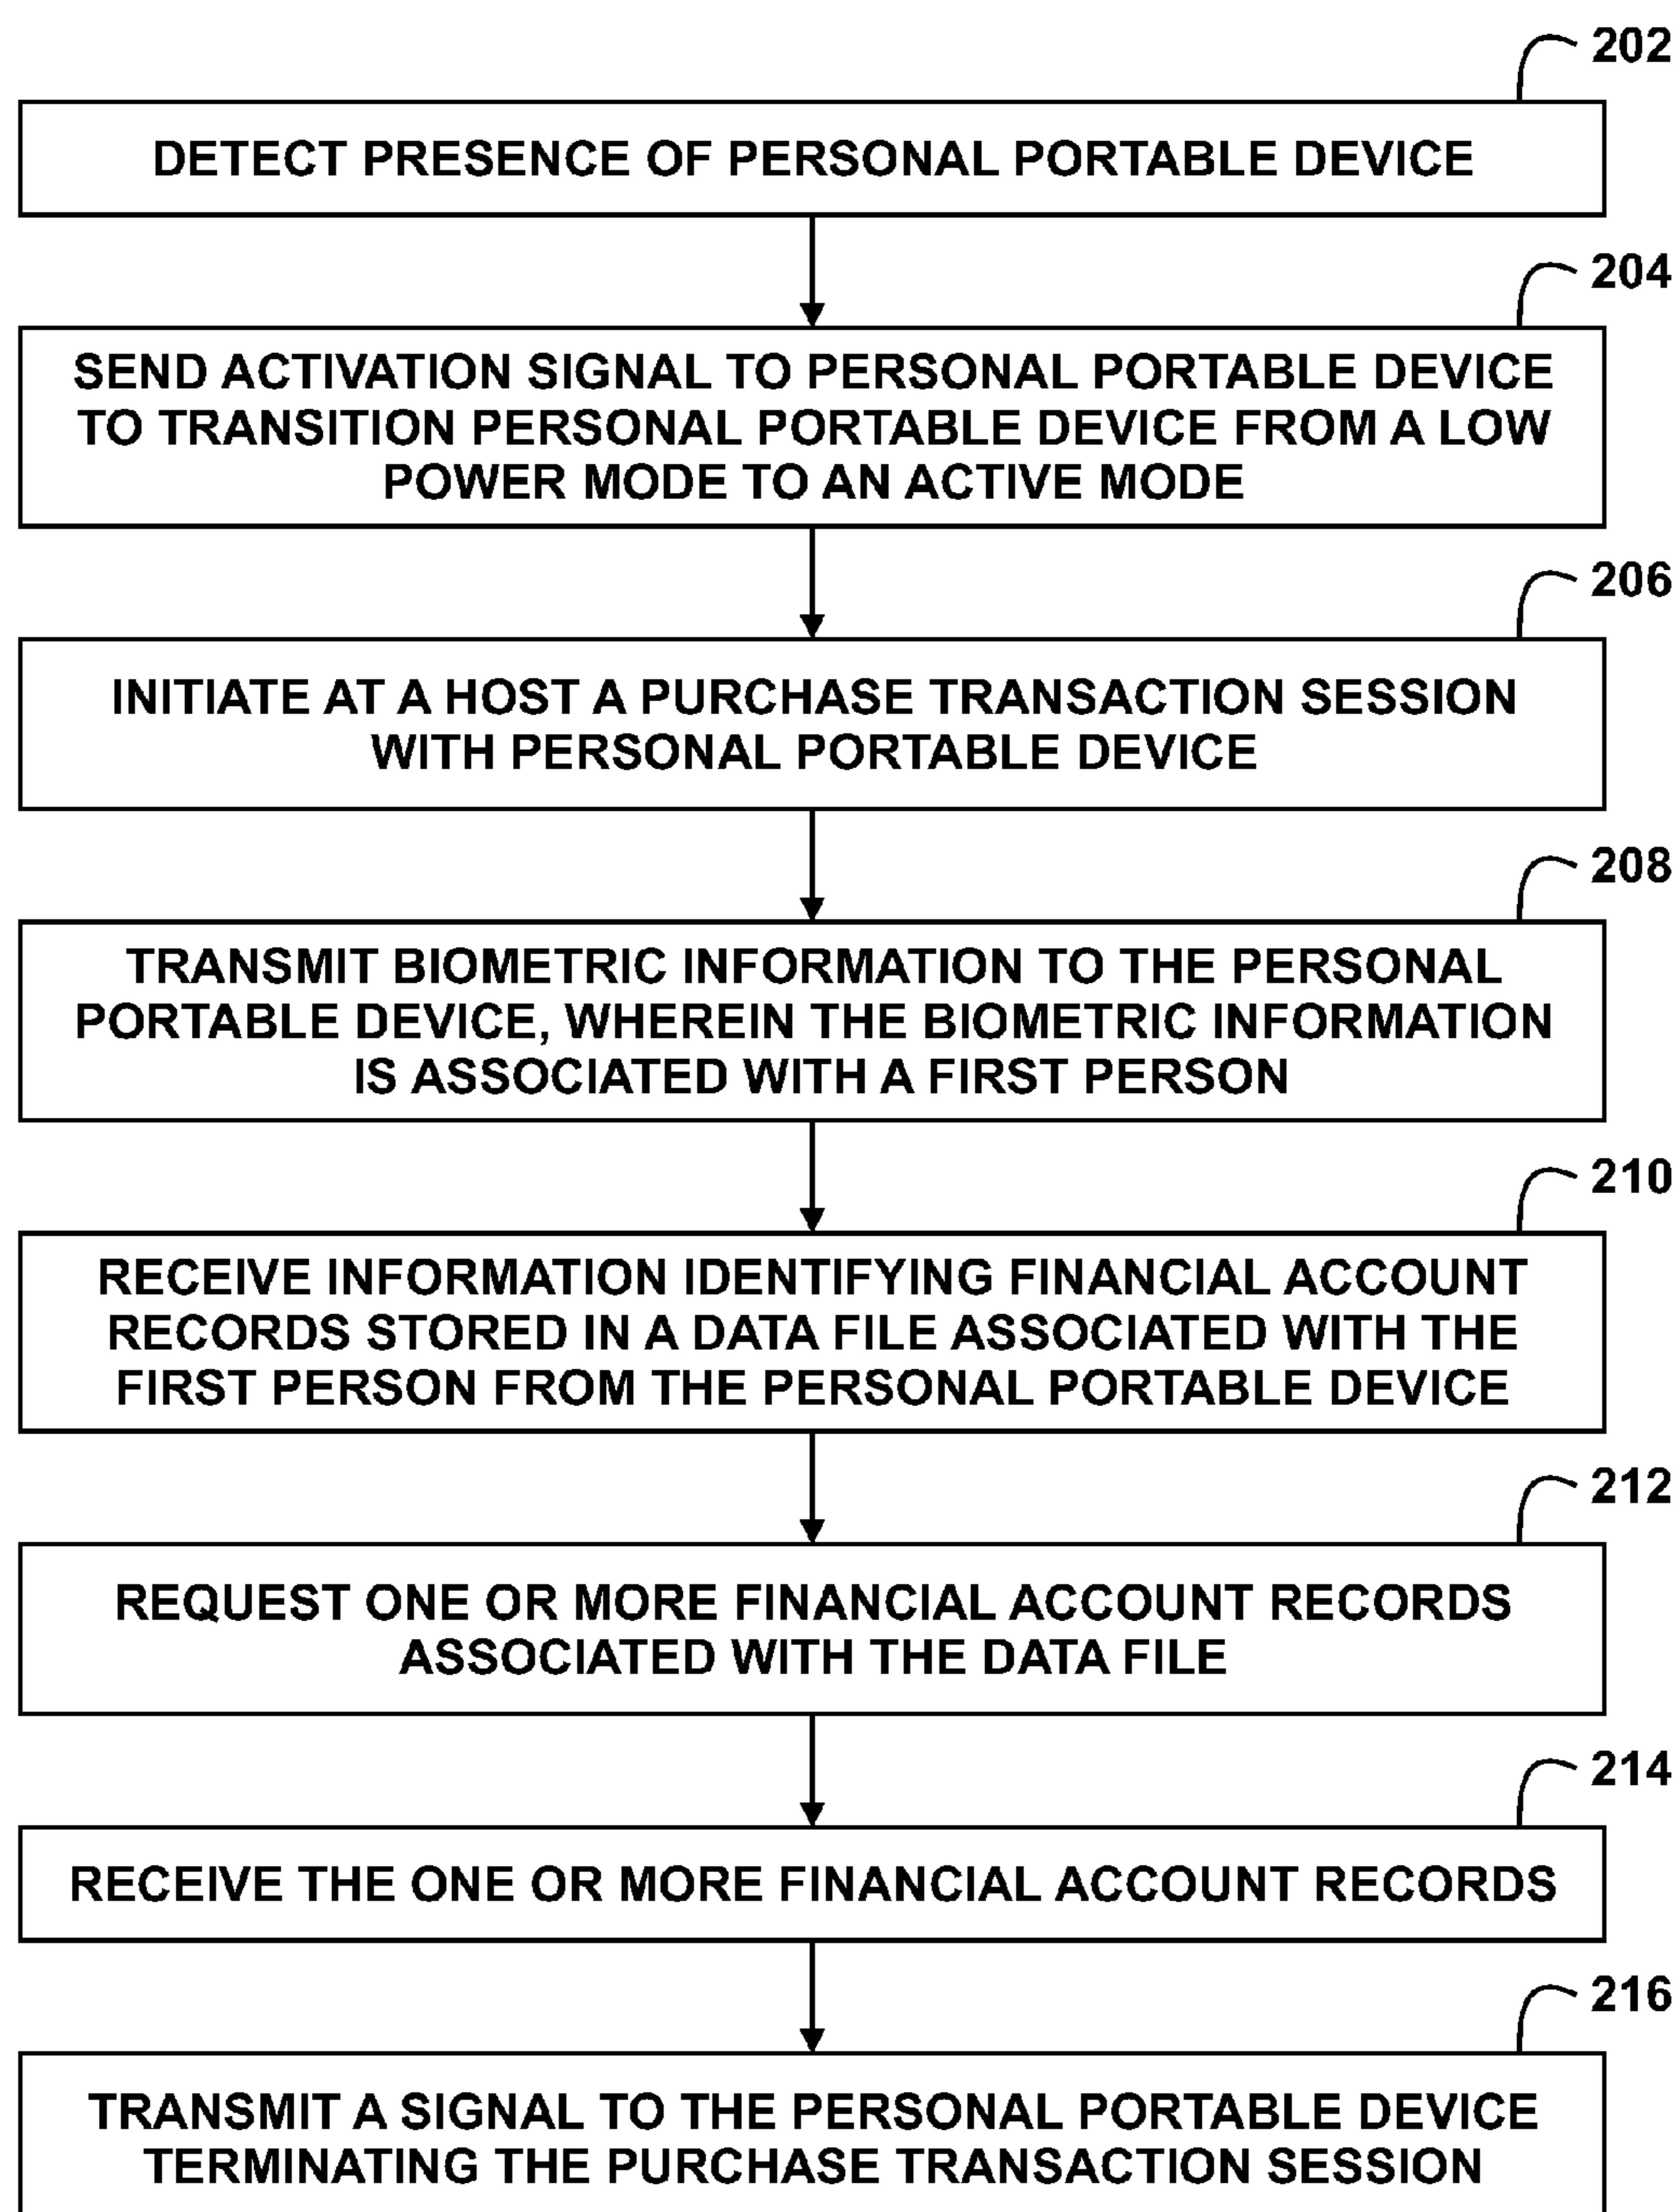 202
DETECT PRESENCE OF PERSONAL PORTABLE DEVICE
204
SEND ACTIVATION SIGNAL TO PERSONAL PORTABLE DEVICE
TO TRANSITION PERSONAL PORTABLE DEVICE FROM A LOW
POWER MODE TO AN ACTIVE MODE
206
INITIATE AT A HOST A PURCHASE TRANSACTION SESSION
WITH PERSONAL PORTABLE DEVICE
208
TRANSMIT BIOMETRIC INFORMATION TO THE PERSONAL
PORTABLE DEVICE, WHEREIN THE BIOMETRIC INFORMATION
IS ASSOCIATED WITH A FIRST PERSON
210
RECEIVE INFORMATION IDENTIFYING FINANCIAL ACCOUNT
RECORDS STORED IN A DATA FILE ASSOCIATED WITH THE
FIRST PERSON FROM THE PERSONAL PORTABLE DEVICE
212
REQUEST ONE OR MORE FINANCIAL ACCOUNT RECORDS
ASSOCIATED WITH THE DATA FILE
214
RECEIVE THE ONE OR MORE FINANCIAL ACCOUNT RECORDS
216
TRANSMIT A SIGNAL TO THE PERSONAL PORTABLE DEVICE
TERMINATING THE PURCHASE TRANSACTION SESSION